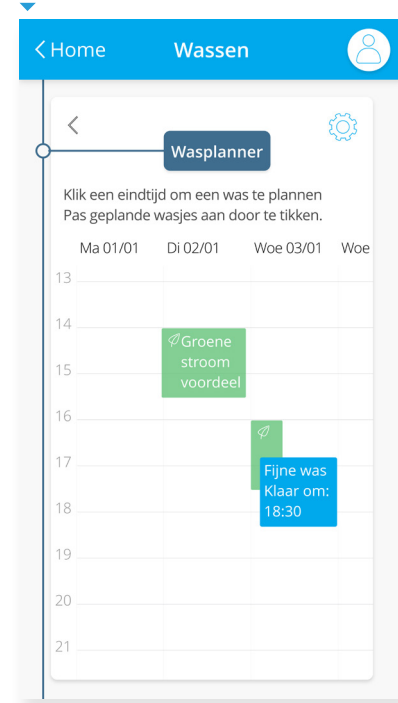 Home
Wassen
Wasplanner
Klik een eindtijd om een was te plannen
Pas geplande wasjes aan door te tikken.
Ma 01/01 Di 02/01 Woe 03/01 Woe
13
14
Groene
stroom
voordeel
15
16
17
Fijne was
Klaar om:
18:30
18
19
20
21